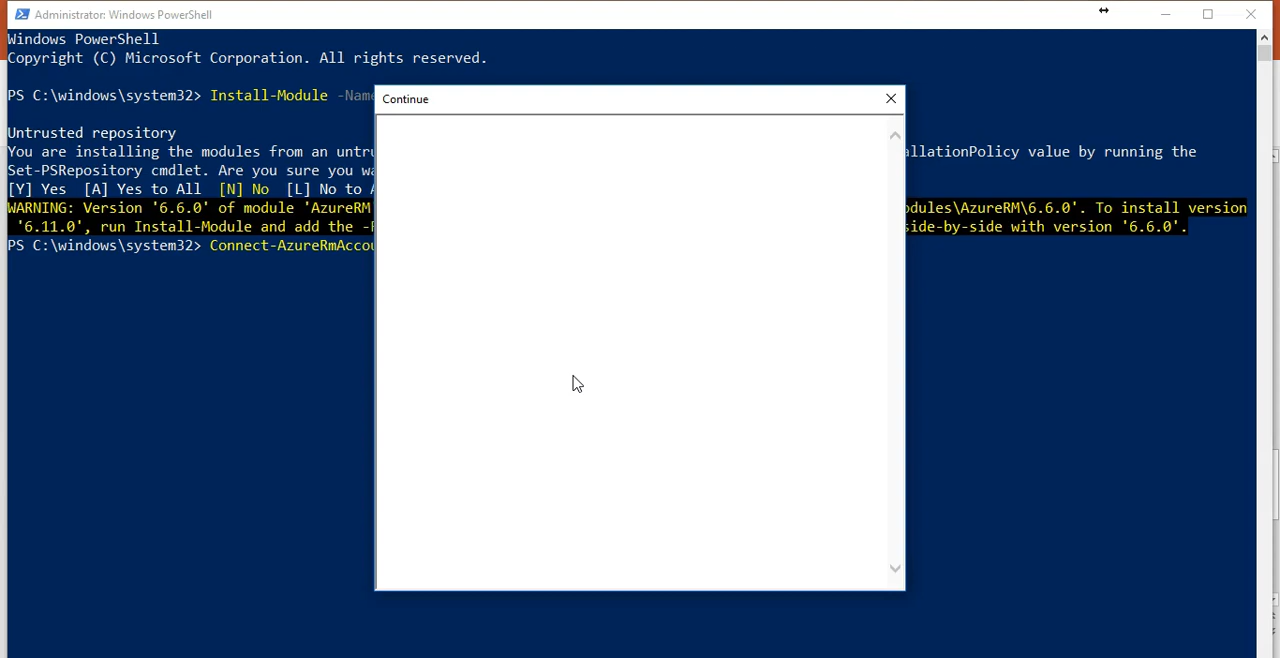 Administrator: Windows PowerShell
Windows PowerShell
Copyright (C) Microsoft Corporation. All rights reserved.
PS C:\windows\system32> Install-Module -Name
Continue
Untrusted repository
You are installing the modules from an untru
allationPolicy value by running the
Set-PSRepository cmdlet. Are you sure you wa
[Y] Yes [A] Yes to All [N] No [L] No to A
WARNING: Version '6.6.0' of module 'AzureRM
odules\AzureRM\6.6.0'. To install version
'6.11.0', run Install-Module and add the -F
side-by-side with version '6.6.0'.
PS C:\windows\system32> Connect-AzureRmAccou